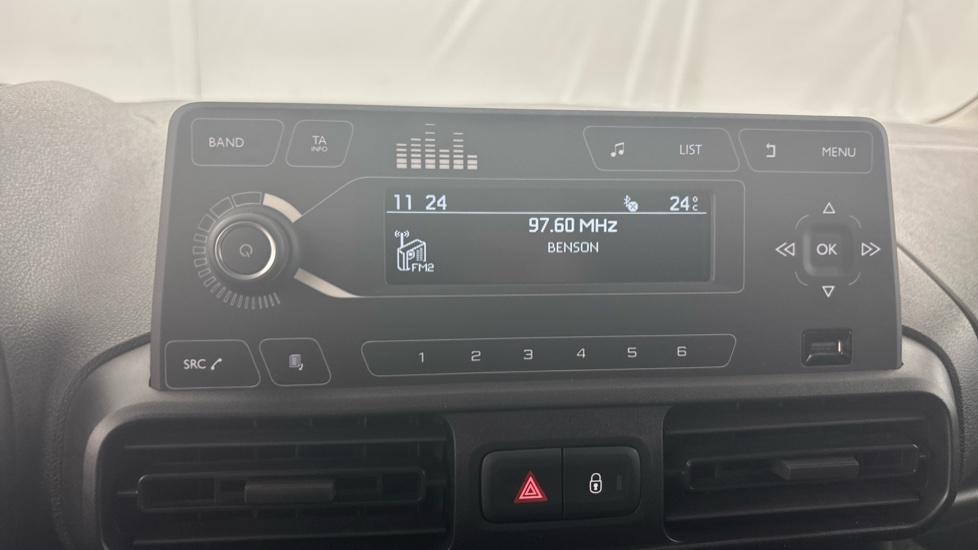 BAND
TA
INFO
LIST
MENU
11 24
24°C
97.60 MHz
BENSON
FM2
OK
SRC
1 2 3 4 5 6